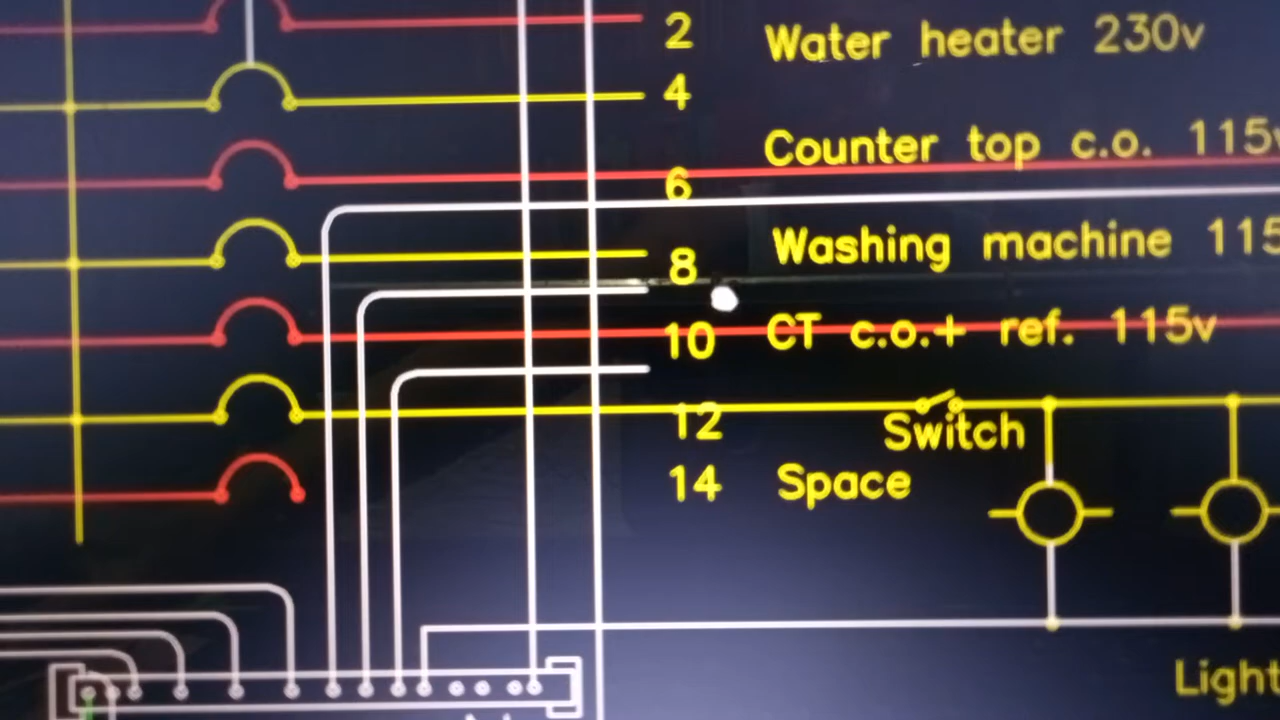 2
Water heater 230v
4
Counter top c.o. 115v
6
Washing machine 115
8
10 CT c.o.+ ref. 115v
12
Switch
14 Space
Light